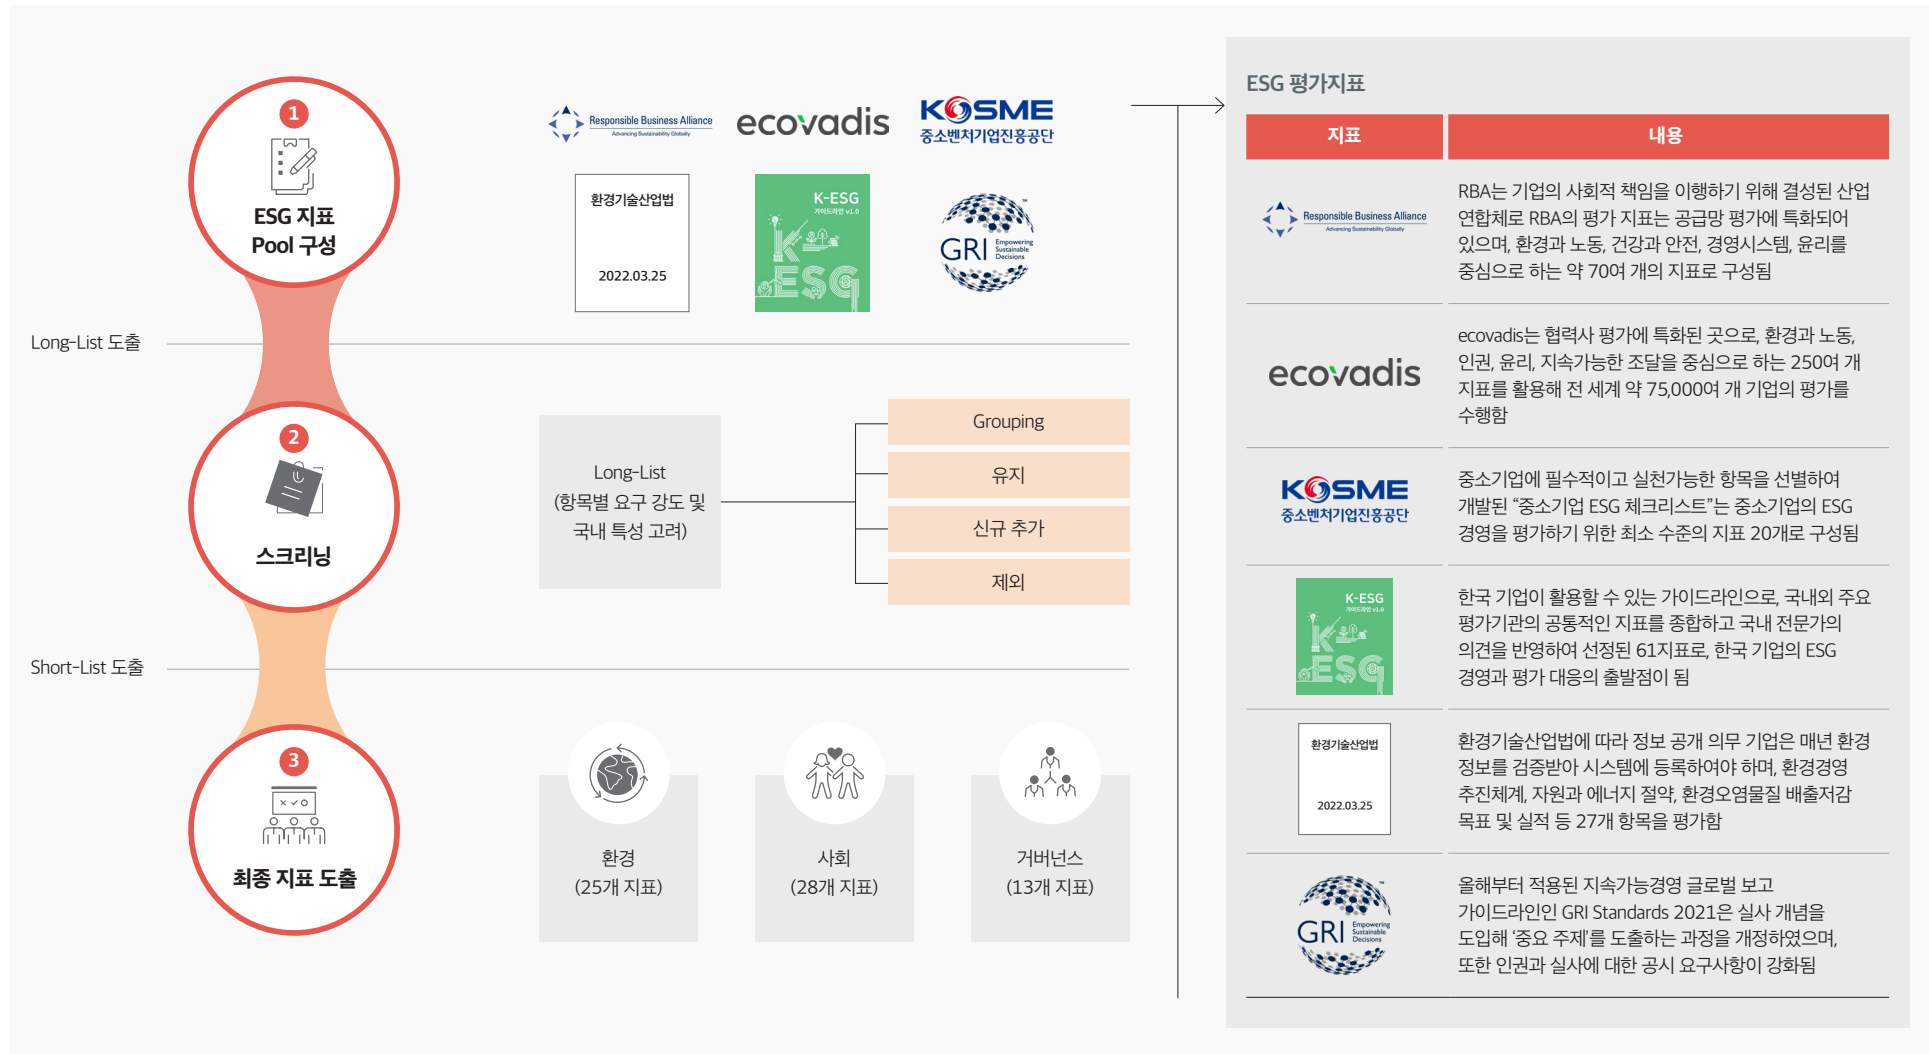 1
ESG 지표
Pool 구성
Responsible Business Alliance
Advancing Sustainability Globally
ecovadis
KOSME
중소벤처기업진흥공단
환경기술산업법
2022.03.25
K-ESG
가이드라인 v1.0
K
ESG
GRI
Empowering
Sustainable
Decisions
Long-List 도출
2
스크리닝
Long-List
(항목별 요구 강도 및
국내 특성 고려)
Grouping
유지
신규 추가
제외
Short-List 도출
3
최종 지표 도출
환경
(25개 지표)
사회
(28개 지표)
거버넌스
(13개 지표)
ESG 평가지표
지표
내용
Responsible Business Alliance
Advancing Sustainability Globally
RBA는 기업의 사회적 책임을 이행하기 위해 결성된 산업
연합체로 RBA의 평가 지표는 공급망 평가에 특화되어
있으며, 환경과 노동, 건강과 안전, 경영시스템, 윤리를
중심으로 하는 약 70여 개의 지표로 구성됨
ecovadis
ecovadis는 협력사 평가에 특화된 곳으로, 환경과 노동,
인권, 윤리, 지속가능한 조달을 중심으로 하는 250여 개
지표를 활용해 전 세계 약 75,000여 개 기업의 평가를
수행함
KOSME
중소벤처기업진흥공단
중소기업에 필수적이고 실천가능한 항목을 선별하여
개발된 “중소기업 ESG 체크리스트”는 중소기업의 ESG
경영을 평가하기 위한 최소 수준의 지표 20개로 구성됨
K-ESG
가이드라인 v1.0
K
ESG
한국 기업이 활용할 수 있는 가이드라인으로, 국내외 주요
평가기관의 공통적인 지표를 종합하고 국내 전문가의
의견을 반영하여 선정된 61지표로, 한국 기업의 ESG
경영과 평가 대응의 출발점이 됨
환경기술산업법
2022.03.25
환경기술산업법에 따라 정보 공개 의무 기업은 매년 환경
정보를 검증받아 시스템에 등록하여야 하며, 환경경영
추진체계, 자원과 에너지 절약, 환경오염물질 배출저감
목표 및 실적 등 27개 항목을 평가함
GRI
Empowering
Sustainable
Decisions
올해부터 적용된 지속가능경영 글로벌 보고
가이드라인인 GRI Standards 2021은 실사 개념을
도입해 ‘중요 주제’를 도출하는 과정을 개정하였으며,
또한 인권과 실사에 대한 공시 요구사항이 강화됨